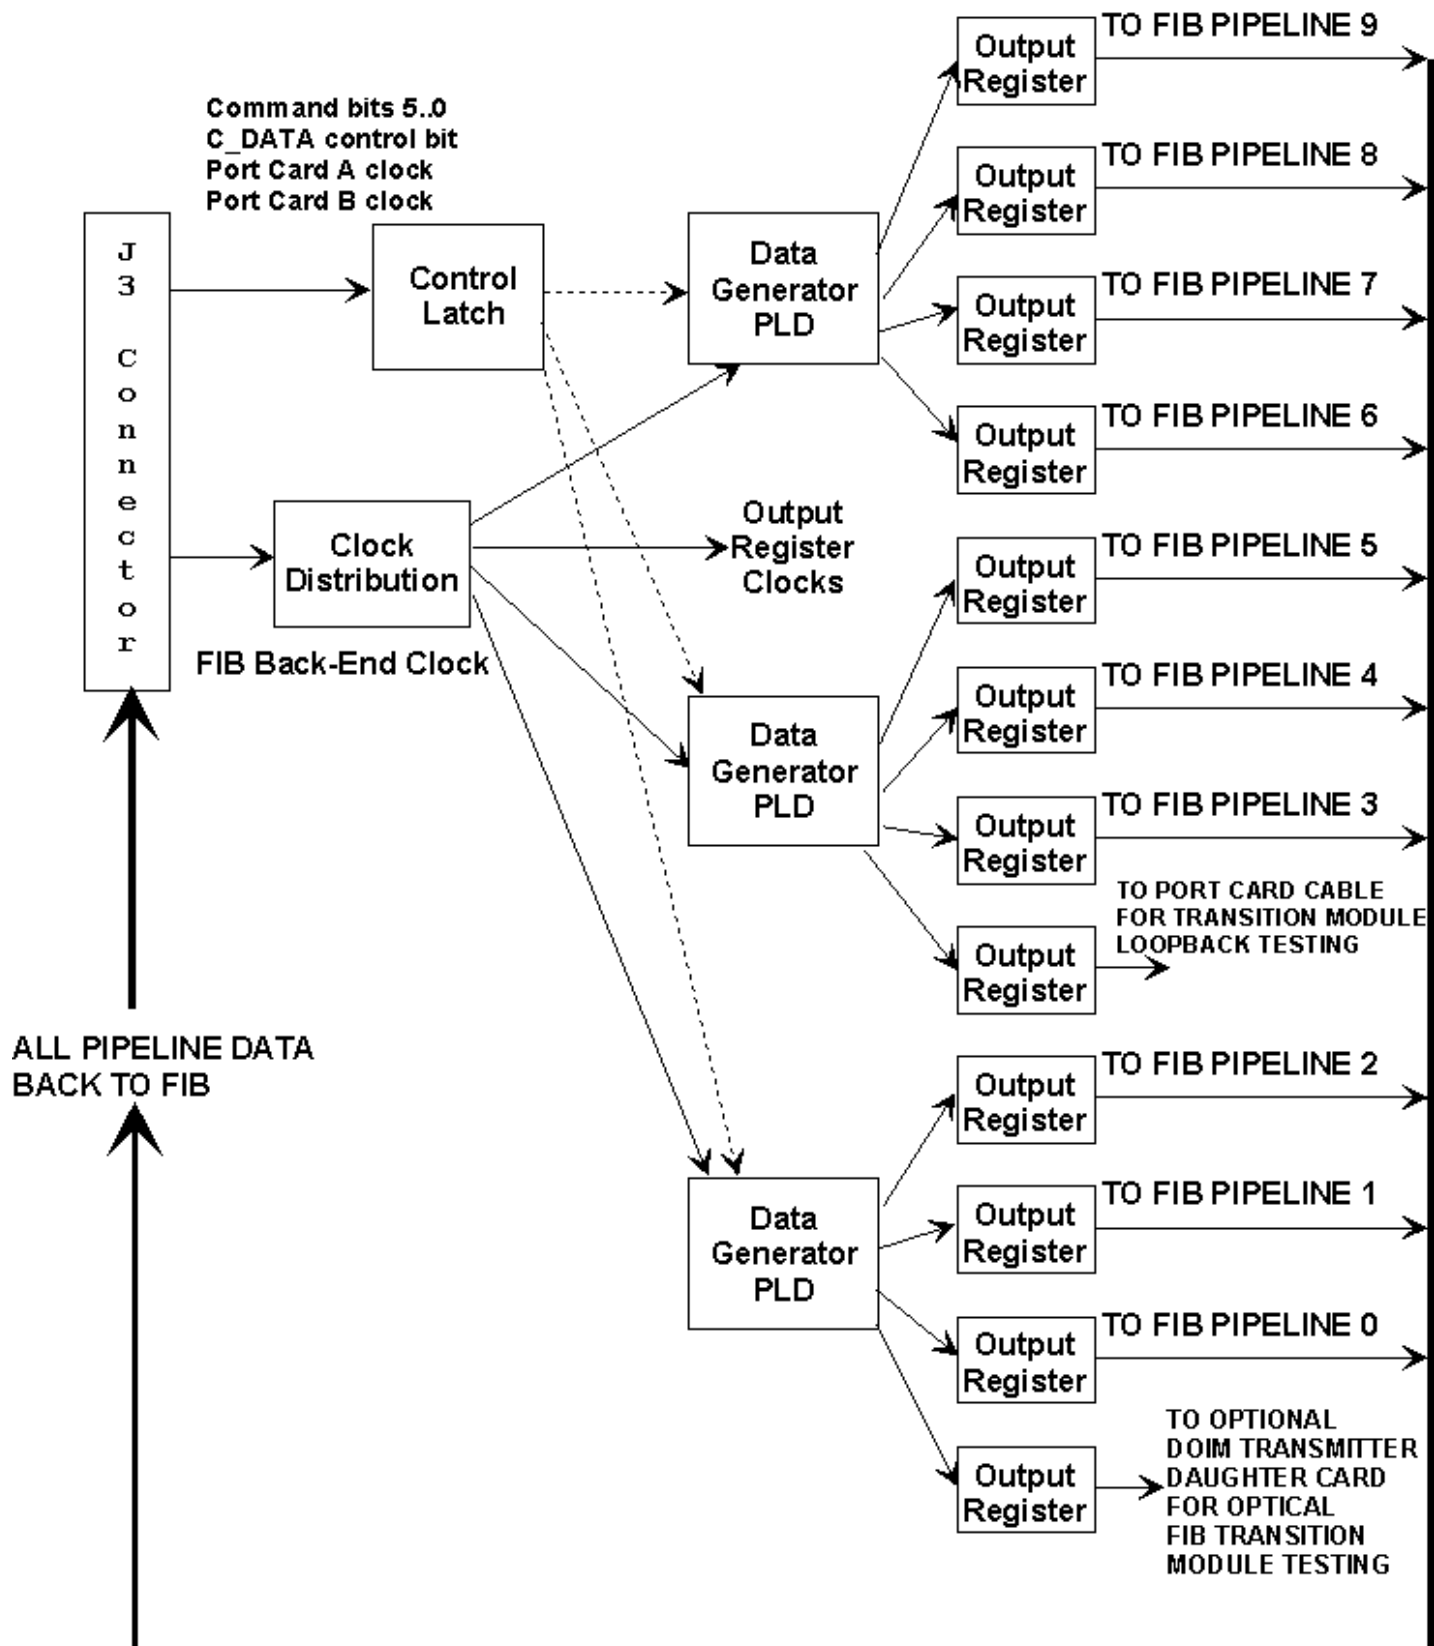 Command bits 5..0
C_DATA control bit
Port Card A clock
Port Card B clock
J
3
C
o
n
n
e
c
t
o
r
Control
Latch
Clock
Distribution
FIB Back-End Clock
ALL PIPELINE DATA
BACK TO FIB
Data
Generator
PLD
Output
Register
Clocks
Data
Generator
PLD
Data
Generator
PLD
Output
Register
TO FIB PIPELINE 9
Output
Register
TO FIB PIPELINE 8
Output
Register
TO FIB PIPELINE 7
Output
Register
TO FIB PIPELINE 6
Output
Register
TO FIB PIPELINE 5
Output
Register
TO FIB PIPELINE 4
Output
Register
TO FIB PIPELINE 3
Output
Register
TO PORT CARD CABLE
FOR TRANSITION MODULE
LOOPBACK TESTING
Output
Register
TO FIB PIPELINE 2
Output
Register
TO FIB PIPELINE 1
Output
Register
TO FIB PIPELINE 0
Output
Register
TO OPTIONAL
DOIM TRANSMITTER
DAUGHTER CARD
FOR OPTICAL
FIB TRANSITION
MODULE TESTING